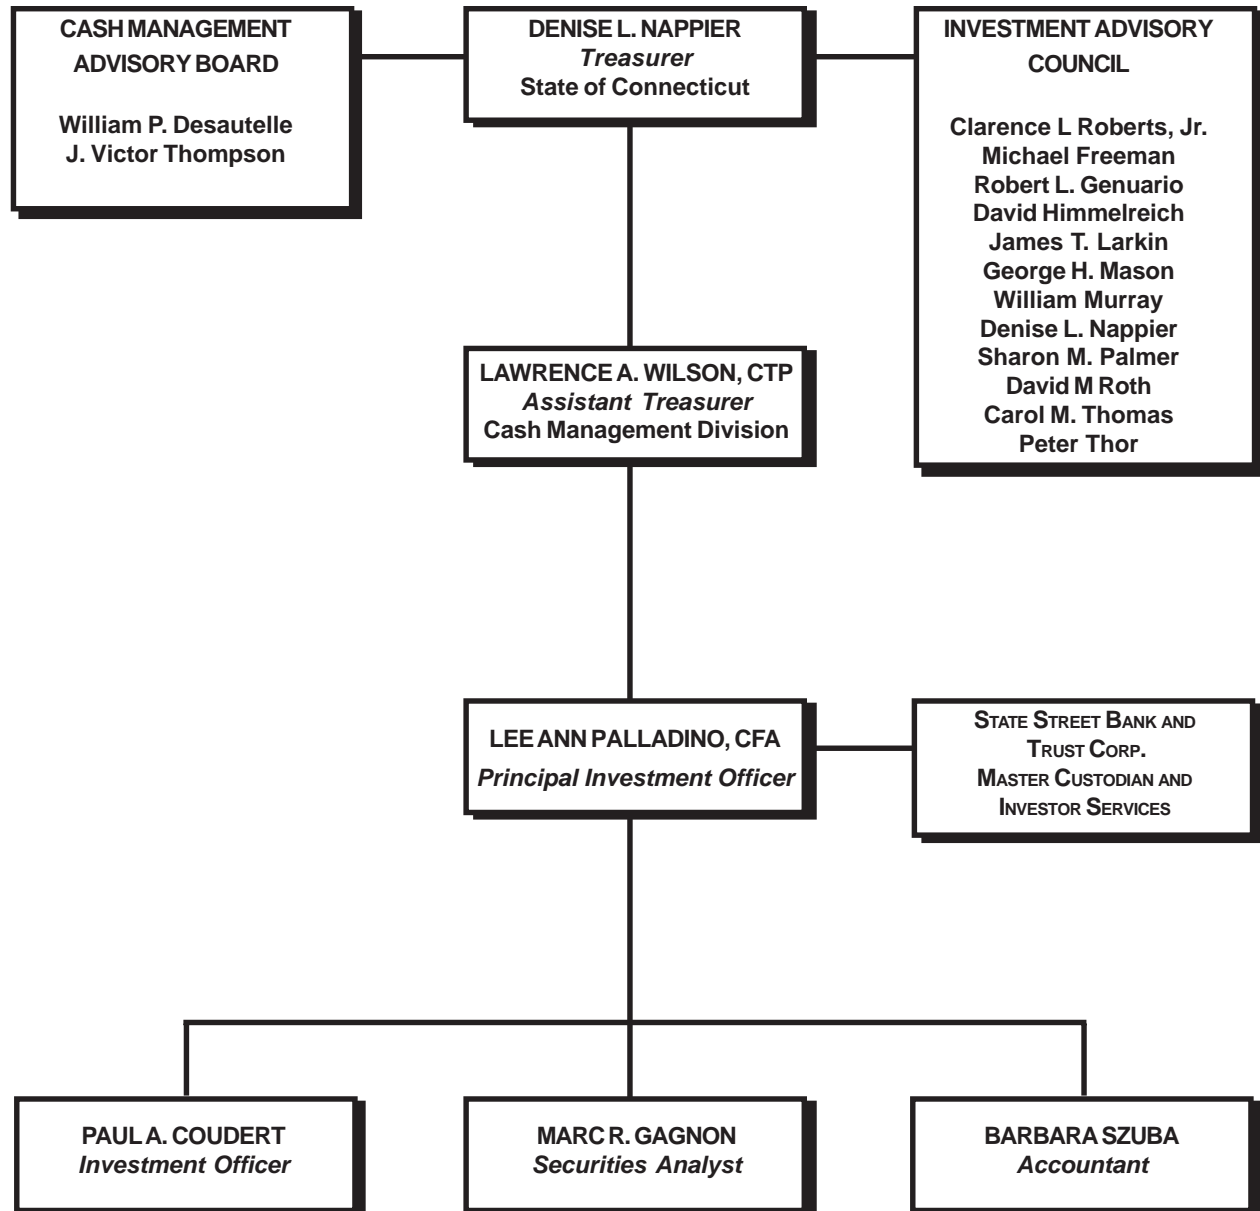 CASH MANAGEMENT
ADVISORY BOARD
William P. Desautelle
J. Victor Thompson
DENISE L. NAPPIER
Treasurer
State of Connecticut
INVESTMENT ADVISORY
COUNCIL
Clarence L Roberts, Jr.
Michael Freeman
Robert L. Genuario
David Himmelreich
James T. Larkin
George H. Mason
William Murray
Denise L. Nappier
Sharon M. Palmer
David M Roth
Carol M. Thomas
Peter Thor
LAWRENCE A. WILSON, CTP
Assistant Treasurer
Cash Management Division
LEE ANN PALLADINO, CFA
Principal Investment Officer
STATE STREET BANK AND
TRUST CORP.
MASTER CUSTODIAN AND
INVESTOR SERVICES
PAUL A. COUDERT
Investment Officer
MARC R. GAGNON
Securities Analyst
BARBARA SZUBA
Accountant